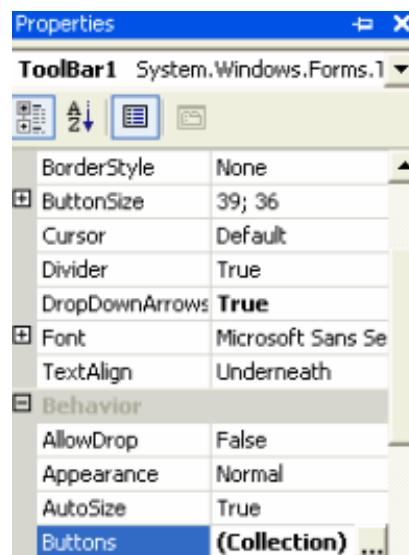 Properties
ToolBar1 System.Windows.Forms.T
BorderStyle None
ButtonSize 39; 36
Cursor Default
Divider True
DropDownArrows True
Font Microsoft Sans Se
TextAlign Underneath
Behavior
AllowDrop False
Appearance Normal
AutoSize True
Buttons (Collection) ...